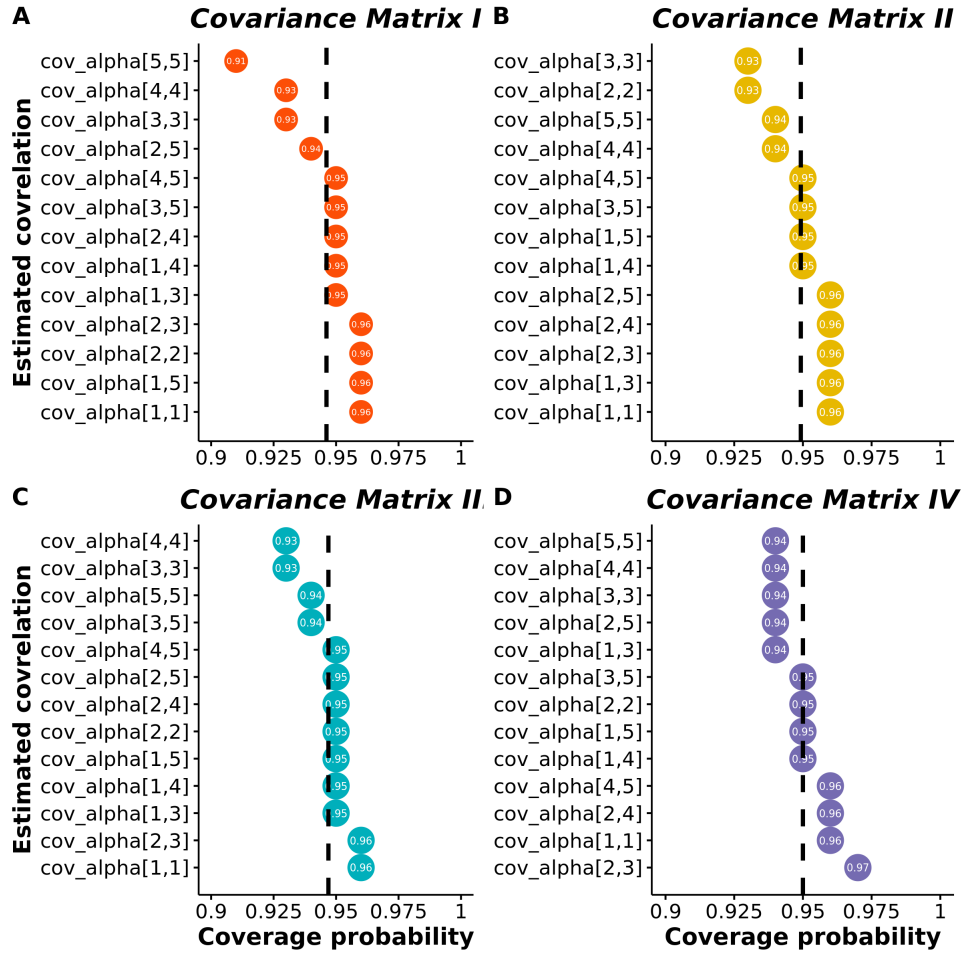 A
Covariance Matrix I
Estimated covrelation
cov_alpha[5,5]
0.91
cov_alpha[4,4]
0.93
cov_alpha[3,3]
0.93
cov_alpha[2,5]
0.94
cov_alpha[4,5]
0.95
cov_alpha[3,5]
0.95
cov_alpha[2,4]
0.95
cov_alpha[1,4]
0.95
cov_alpha[1,3]
0.95
cov_alpha[2,3]
0.96
cov_alpha[2,2]
0.96
cov_alpha[1,5]
0.96
cov_alpha[1,1]
0.96
0.9 0.925 0.95 0.975 1
B
Covariance Matrix II
cov_alpha[3,3]
0.93
cov_alpha[2,2]
0.93
cov_alpha[5,5]
0.94
cov_alpha[4,4]
0.94
cov_alpha[4,5]
0.95
cov_alpha[3,5]
0.95
cov_alpha[1,5]
0.95
cov_alpha[1,4]
0.95
cov_alpha[2,5]
0.96
cov_alpha[2,4]
0.96
cov_alpha[2,3]
0.96
cov_alpha[1,3]
0.96
cov_alpha[1,1]
0.96
0.9 0.925 0.95 0.975 1
C
Covariance Matrix III
Estimated covrelation
cov_alpha[4,4]
0.93
cov_alpha[3,3]
0.93
cov_alpha[5,5]
0.94
cov_alpha[3,5]
0.94
cov_alpha[4,5]
0.95
cov_alpha[2,5]
0.95
cov_alpha[2,4]
0.95
cov_alpha[2,2]
0.95
cov_alpha[1,5]
0.95
cov_alpha[1,4]
0.95
cov_alpha[1,3]
0.95
cov_alpha[2,3]
0.96
cov_alpha[1,1]
0.96
0.9 0.925 0.95 0.975 1
Coverage probability
D
Covariance Matrix IV
cov_alpha[5,5]
0.94
cov_alpha[4,4]
0.94
cov_alpha[3,3]
0.94
cov_alpha[2,5]
0.94
cov_alpha[1,3]
0.94
cov_alpha[3,5]
0.95
cov_alpha[2,2]
0.95
cov_alpha[1,5]
0.95
cov_alpha[1,4]
0.95
cov_alpha[4,5]
0.96
cov_alpha[2,4]
0.96
cov_alpha[1,1]
0.96
cov_alpha[2,3]
0.97
0.9 0.925 0.95 0.975 1
Coverage probability